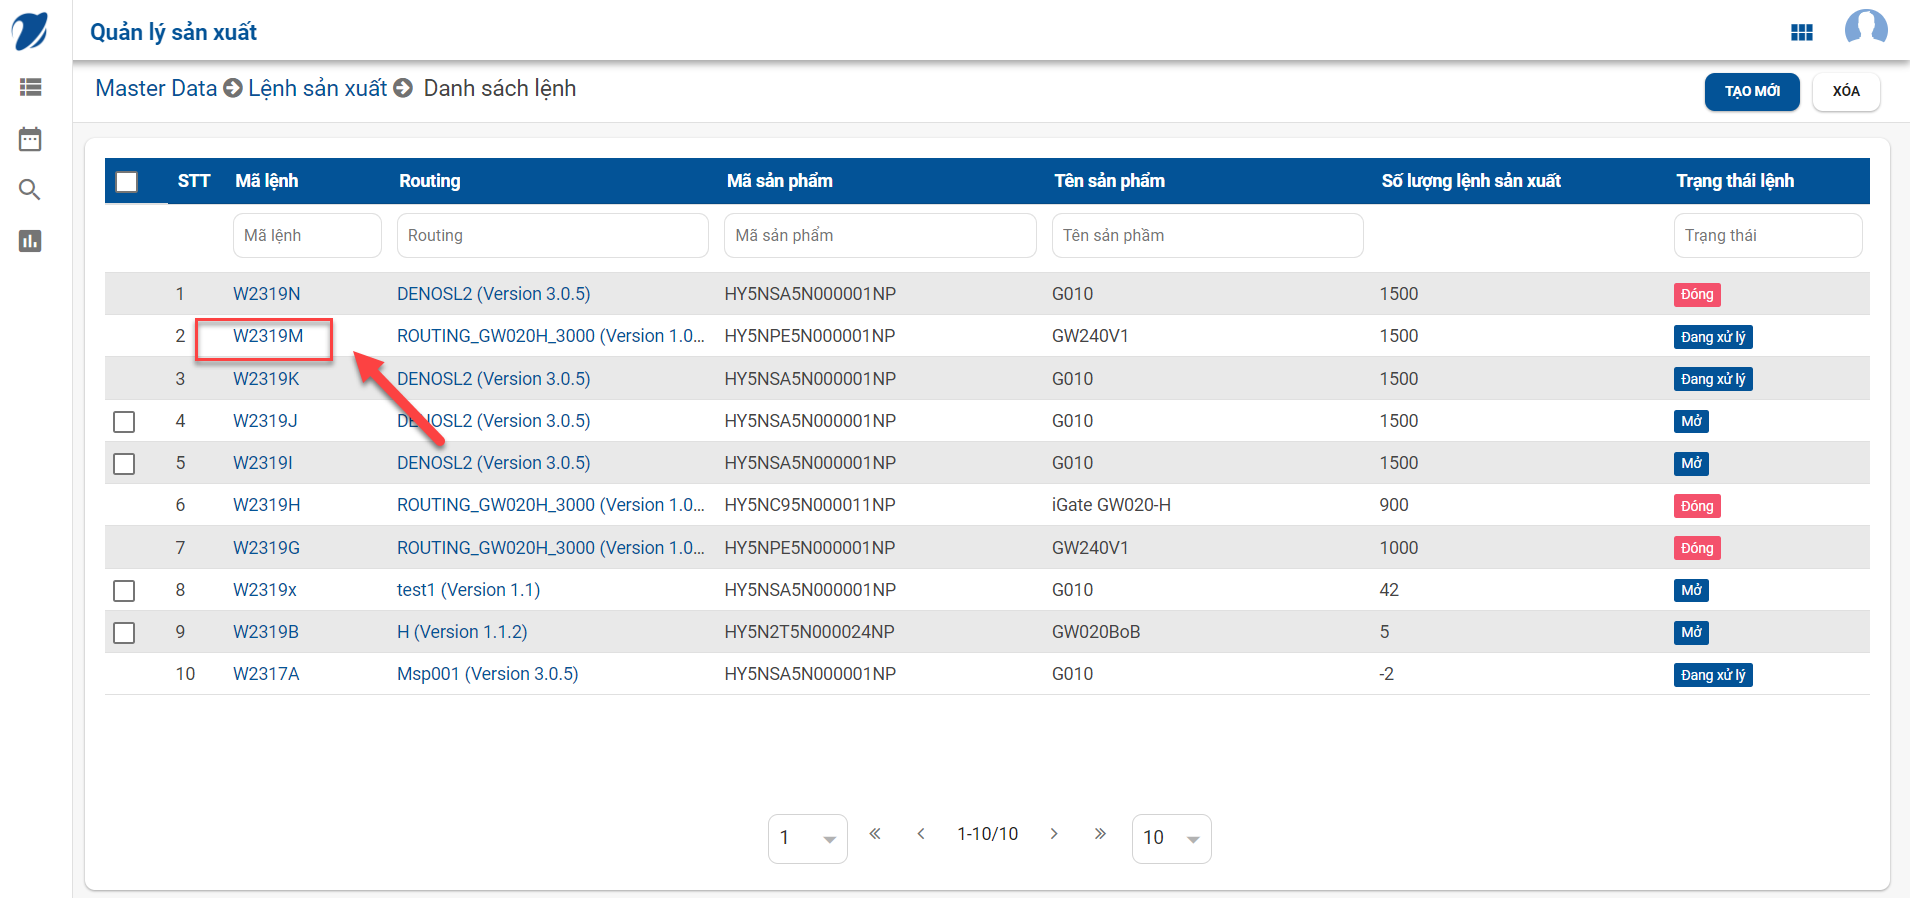 Quản lý sản xuất
Master Data Lệnh sản xuất Danh sách lệnh
TẠO MỚI XÓA
STT Mã lệnh Routing Mã sản phẩm Tên sản phẩm Số lượng lệnh sản xuất Trạng thái lệnh
Mã lệnh Routing Mã sản phẩm Tên sản phầm Trạng thái
1 W2319N DENOSL2 (Version 3.0.5) HY5NSA5N000001NP G010 1500 Đóng
2 W2319M ROUTING_GW020H_3000 (Version 1.0... HY5NPE5N000001NP GW240V1 1500 Đang xử lý
3 W2319K DENOSL2 (Version 3.0.5) HY5NSA5N000001NP G010 1500 Đang xử lý
4 W2319J DENOSL2 (Version 3.0.5) HY5NSA5N000001NP G010 1500 Mở
5 W2319I DENOSL2 (Version 3.0.5) HY5NSA5N000001NP G010 1500 Mở
6 W2319H ROUTING_GW020H_3000 (Version 1.0... HY5NC95N000011NP iGate GW020-H 900 Đóng
7 W2319G ROUTING_GW020H_3000 (Version 1.0... HY5NPE5N000001NP GW240V1 1000 Đóng
8 W2319x test1 (Version 1.1) HY5NSA5N000001NP G010 42 Mở
9 W2319B H (Version 1.1.2) HY5N2T5N000024NP GW020BoB 5 Mở
10 W2317A Msp001 (Version 3.0.5) HY5NSA5N000001NP G010 -2 Đang xử lý
1 « ‹ 1-10/10 › » 10